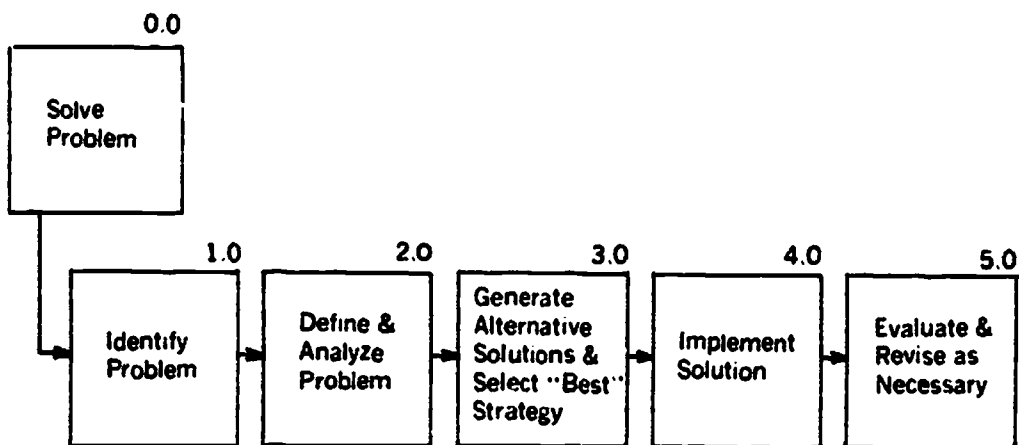 0.0
Solve
Problem
1.0
Identify
Problem
2.0
Define &
Analyze
Problem
3.0
Generate
Alternative
Solutions &
Select "Best"
Strategy
4.0
Implement
Solution
5.0
Evaluate &
Revise as
Necessary